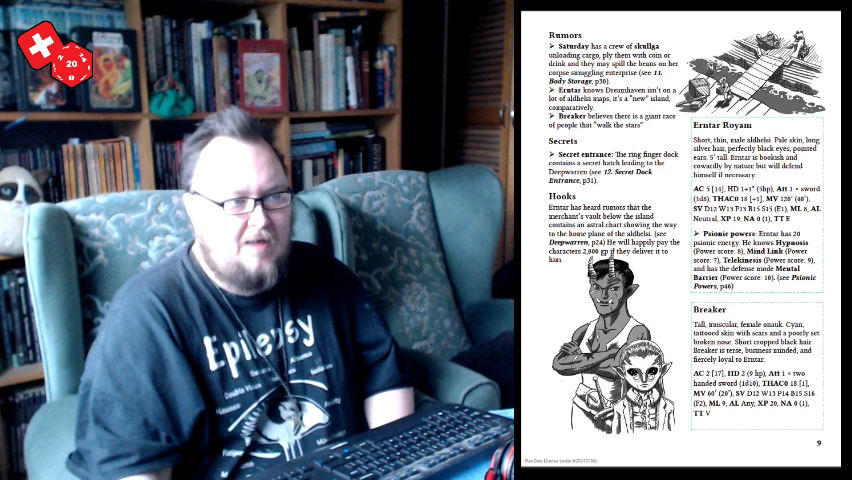 20
Epilepsy
Rumors
➤ Saturday has a crew of skullga
unloading cargo, ply them with coin or
drink and they may spill the beans on her
corpse smuggling enterprise (see 11.
Body Storage, p30).
➤ Erntar knows Dreamhaven isn't on a
lot of aldhelsi maps, it's a "new" island,
comparatively.
➤ Breaker believes there is a giant race
of people that "walk the stars"
Secrets
➤ Secret entrance: The ring finger dock
contains a secret hatch leading to the
Deepwarren (see 12. Secret Dock
Entrance, p31).
Hooks
Erntar has heard rumors that the
merchant's vault below the island
contains an astral chart showing the way
to the home plane of the aldhelsi. (see
Deepwarren, p24) He will happily pay the
characters 2,000 gp if they deliver it to
him
Erntar Royam
Short, thin, male aldhelsi. Pale skin, long
silver hair, perfectly black eyes, pointed
ears. 5' tall. Erntar is bookish and
cowardly by nature but will defend
himself if necessary.
AC 5 [14], HD 1+1* (5hp), Att 1 × sword
(1d8), THAC0 18 [+1], MV 120' (40'),
SV D12 W13 P13 B15 S15 (E1), ML 8, AL
Neutral, XP 19, NA 0 (1), TT E
➤ Psionic powers: Erntar has 20
psionic energy. He knows Hypnosis
(Power score: 8), Mind Link (Power
score: 7), Telekinesis (Power score: 9),
and has the defense mode Mental
Barrier (Power score: 10). (see Psionic
Powers, p46)
Breaker
Tall, muscular, female onauk. Cyan,
tattooed skin with scars and a poorly set
broken nose. Short cropped black hair.
Breaker is terse, business minded, and
fiercely loyal to Erntar.
AC 2 [17], HD 2 (9 hp), Att 1 × two
handed sword (1d10), THAC0 18 [1],
MV 60' (20'), SV D12 W13 P14 B15 S16
(F2), ML 9, AL Any, XP 20, NA 0 (1),
TT V
9